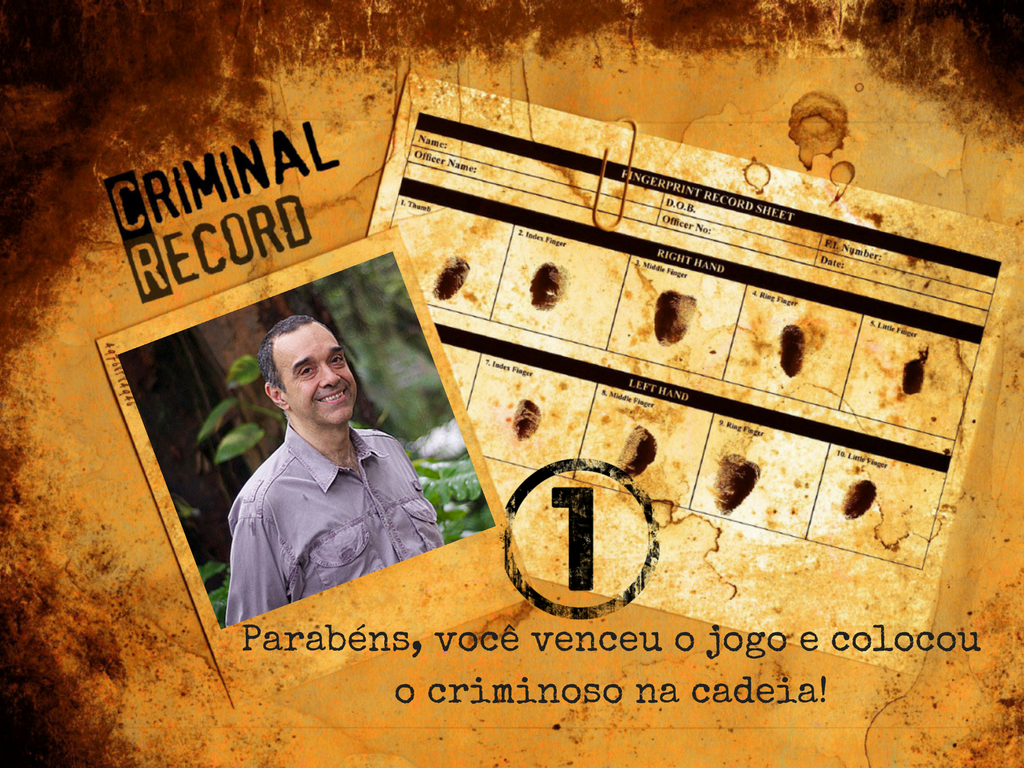 CRIMINAL
RECORD
FINGERPRINT RECORD SHEET
Name:
D.O.B.
F.I. Number:
Officer Name:
Officer No:
Date:
RIGHT HAND
1. Thumb
2. Index Finger
3. Middle Finger
4. Ring Finger
5. Little Finger
LEFT HAND
7. Index Finger
8. Middle Finger
9. Ring Finger
10. Little Finger
1
Parabéns, você venceu o jogo e colocou
o criminoso na cadeia!